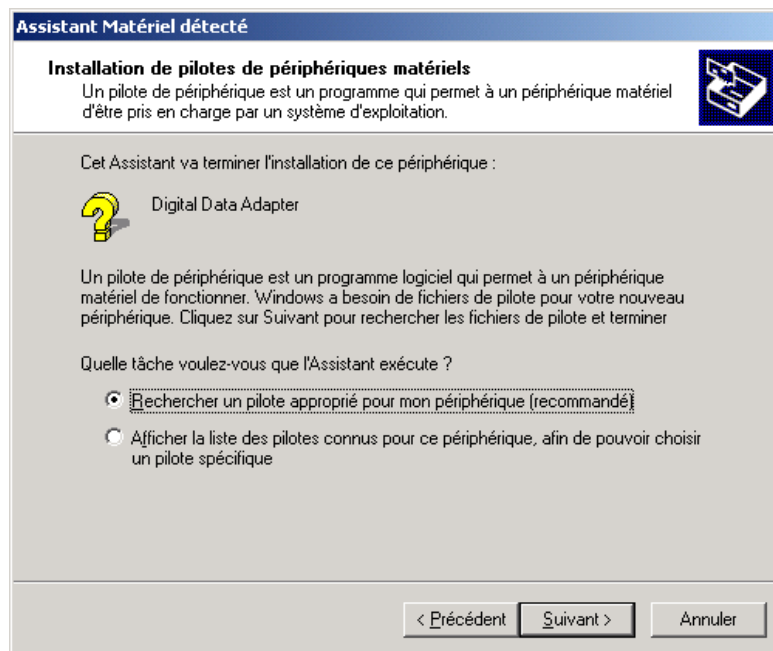 Assistant Matériel détecté
Installation de pilotes de périphériques matériels
Un pilote de périphérique est un programme qui permet à un périphérique matériel
d'être pris en charge par un système d'exploitation.
Cet Assistant va terminer l'installation de ce périphérique :
Digital Data Adapter
Un pilote de périphérique est un programme logiciel qui permet à un périphérique
matériel de fonctionner. Windows a besoin de fichiers de pilote pour votre nouveau
périphérique. Cliquez sur Suivant pour rechercher les fichiers de pilote et terminer
Quelle tâche voulez-vous que l'Assistant exécute ?
Rechercher un pilote approprié pour mon périphérique (recommandé)
Afficher la liste des pilotes connus pour ce périphérique, afin de pouvoir choisir
un pilote spécifique
< Précédent Suivant > Annuler